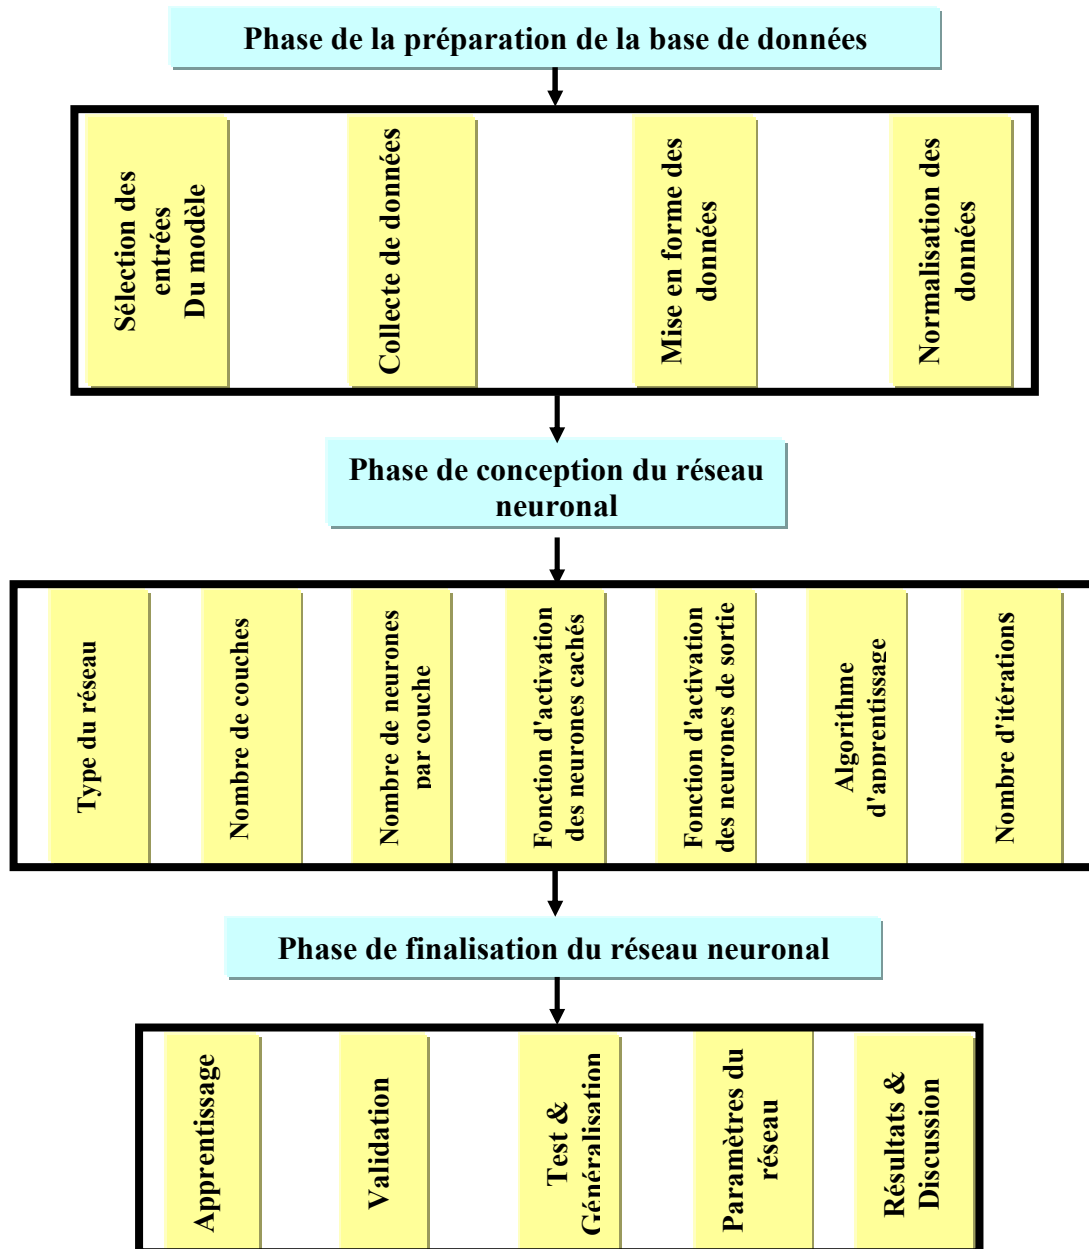 Phase de la préparation de la base de données
Sélection des
entrées
Du modèle
Collecte de données
Mise en forme des
données
Normalisation des
données
Phase de conception du réseau
neuronal
Type du réseau
Nombre de couches
Nombre de neurones
par couche
Fonction d'activation
des neurones cachés
Fonction d'activation
des neurones de sortie
Algorithme
d'apprentissage
Nombre d'itérations
Phase de finalisation du réseau neuronal
Apprentissage
Validation
Test &
Généralisation
Paramètres du
réseau
Résultats &
Discussion